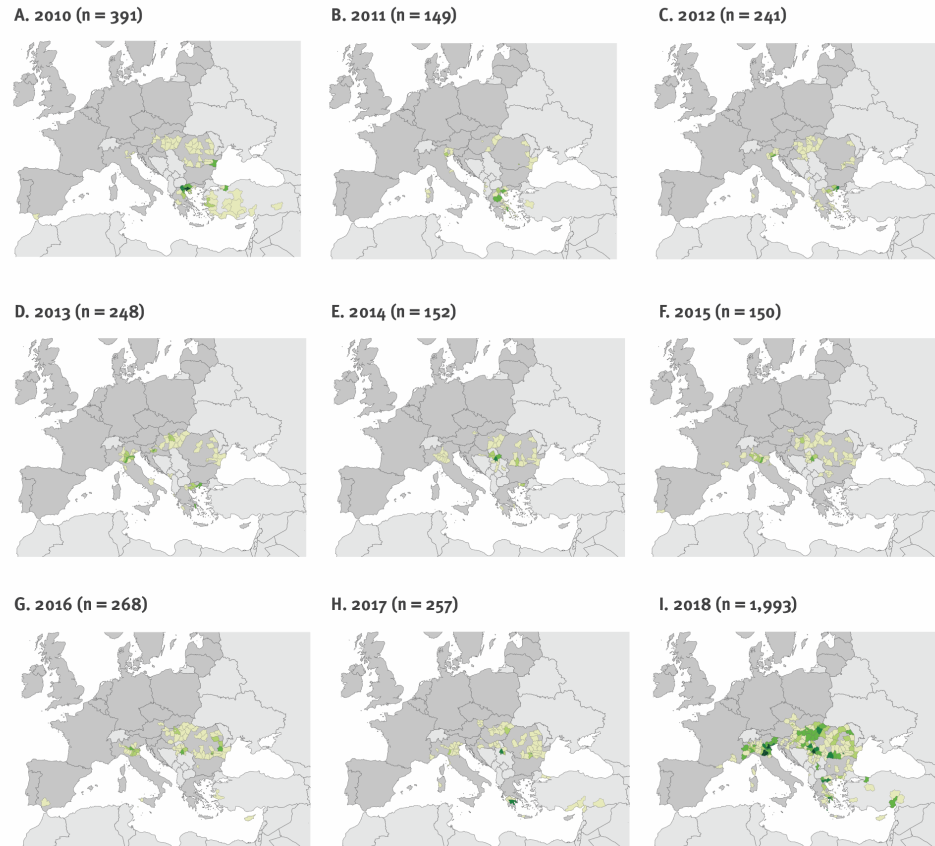 A. 2010 (n = 391)
B. 2011 (n = 149)
C. 2012 (n = 241)
D. 2013 (n = 248)
E. 2014 (n = 152)
F. 2015 (n = 150)
G. 2016 (n = 268)
H. 2017 (n = 257)
I. 2018 (n = 1,993)